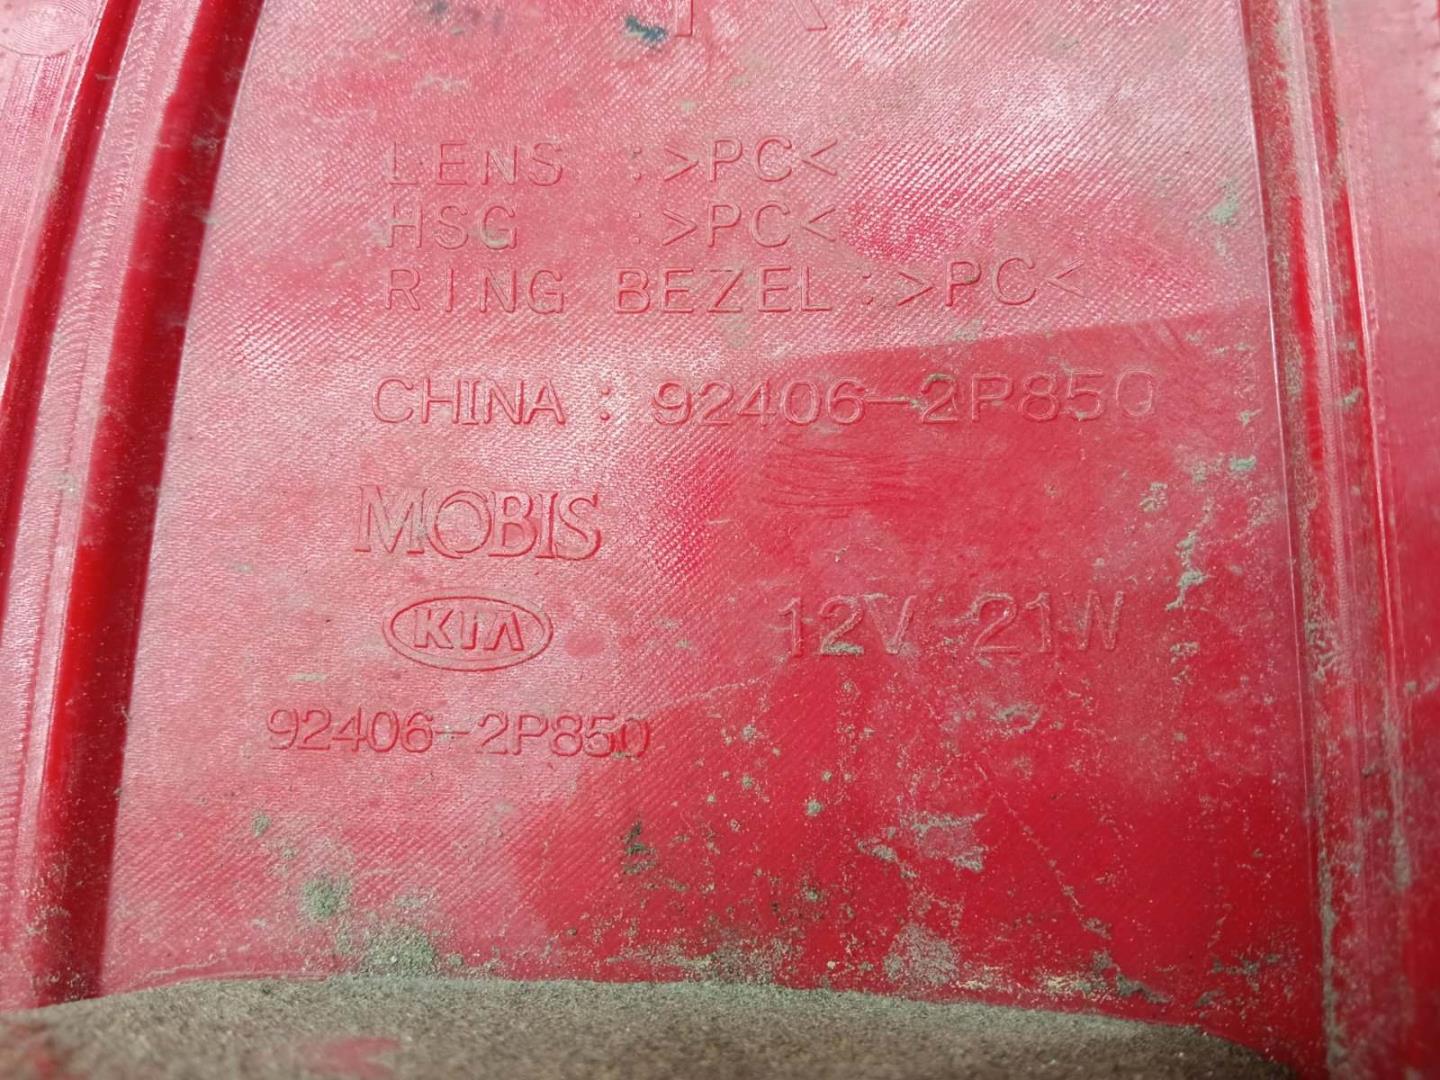 LENS :>PC<
HSG :>PC<
RING BEZEL:>PC<
CHINA : 92406-2P850
MOBIS
KIA
12V 21W
92406-2P850